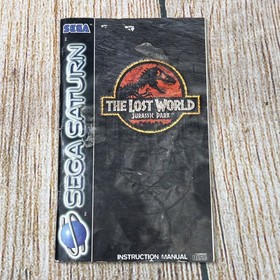 SEGA
SEGA SATURN
THE LOST WORLD
JURASSIC PARK
INSTRUCTION MANUAL